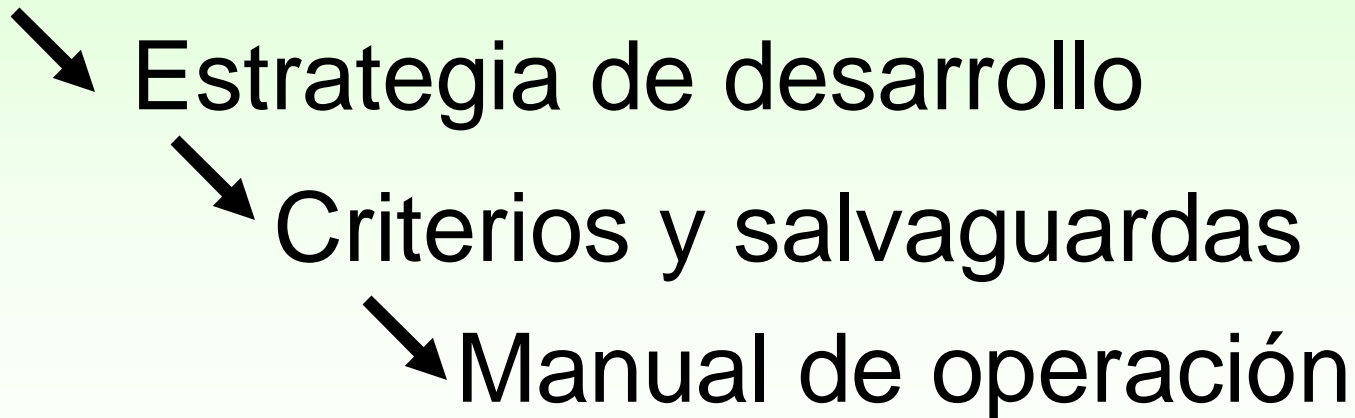 Estrategia de desarrollo
Criterios y salvaguardas
Manual de operación